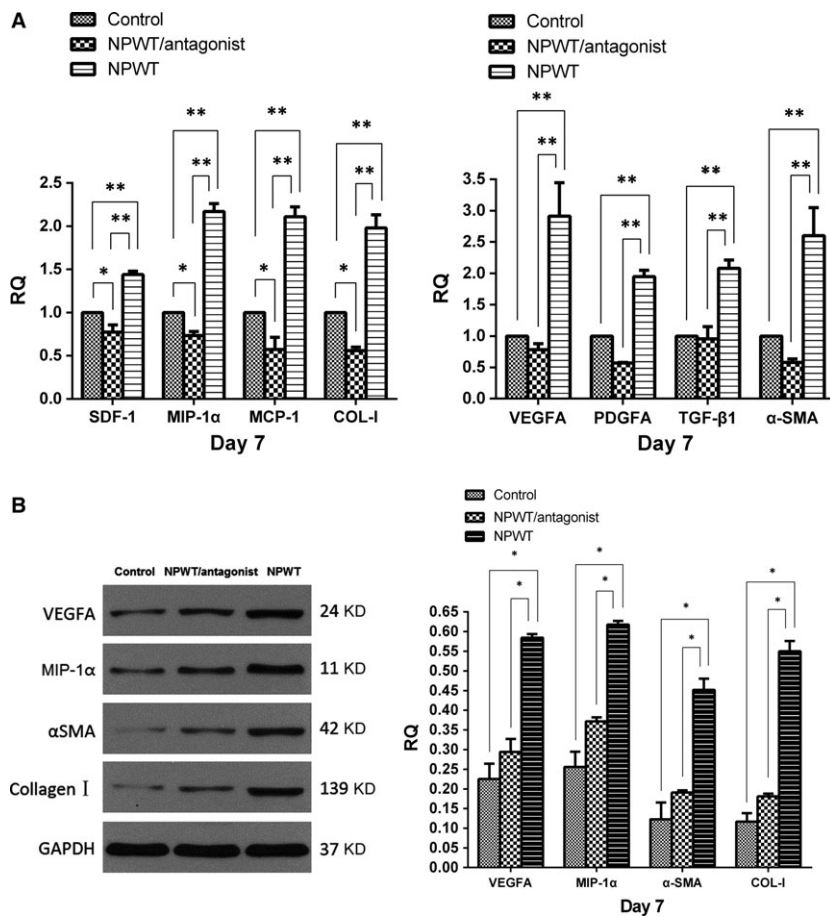 A
Control
NPWT/antagonist
NPWT
** ** ** **
** ** ** **
* * * *
RQ
2.5
2.0
1.5
1.0
0.5
0.0
SDF-1 MIP-1α MCP-1 COL-I
Day 7
Control
NPWT/antagonist
NPWT
** ** ** **
** ** ** **
RQ
4.0
3.5
3.0
2.5
2.0
1.5
1.0
0.5
0.0
VEGFA PDGFA TGF-β1 α-SMA
Day 7
B
Control NPWT/antagonist NPWT
VEGFA 24 KD
MIP-1α 11 KD
αSMA 42 KD
Collagen Ⅰ 139 KD
GAPDH 37 KD
Control
NPWT/antagonist
NPWT
* * * *
* * * *
RQ
0.65
0.60
0.55
0.50
0.45
0.40
0.35
0.30
0.25
0.20
0.15
0.10
0.05
0.00
VEGFA MIP-1α α-SMA COL-I
Day 7